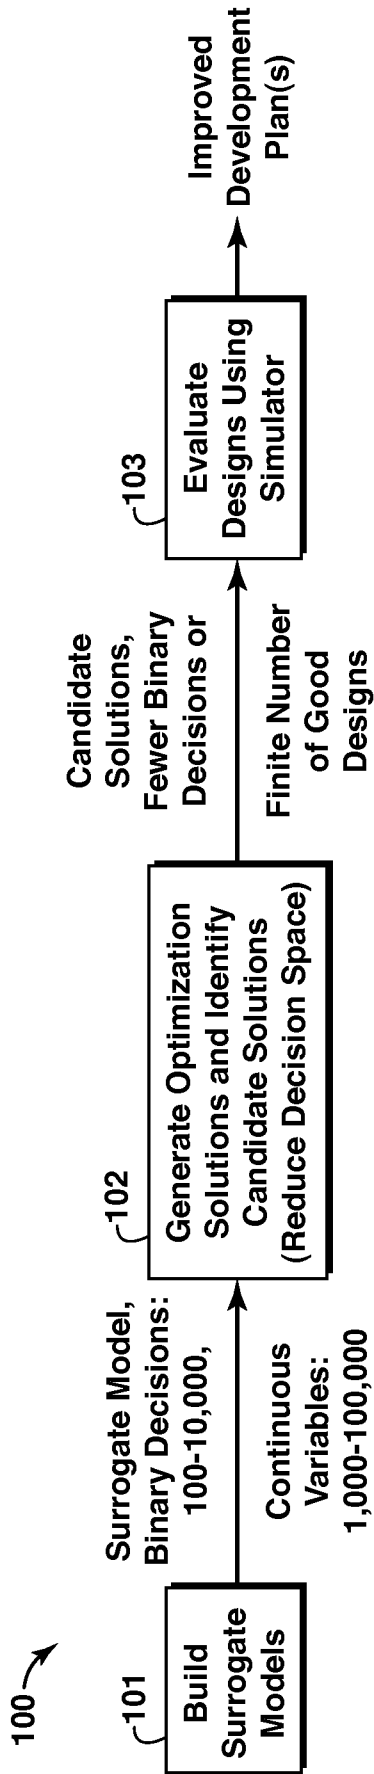 100
101
Build
Surrogate
Models
Surrogate Model,
Binary Decisions:
100-10,000,
Continuous
Variables:
1,000-100,000
102
Generate Optimization
Solutions and Identify
Candidate Solutions
(Reduce Decision Space)
Candidate
Solutions,
Fewer Binary
Decisions or
Finite Number
of Good
Designs
103
Evaluate
Designs Using
Simulator
Improved
Development
Plan(s)